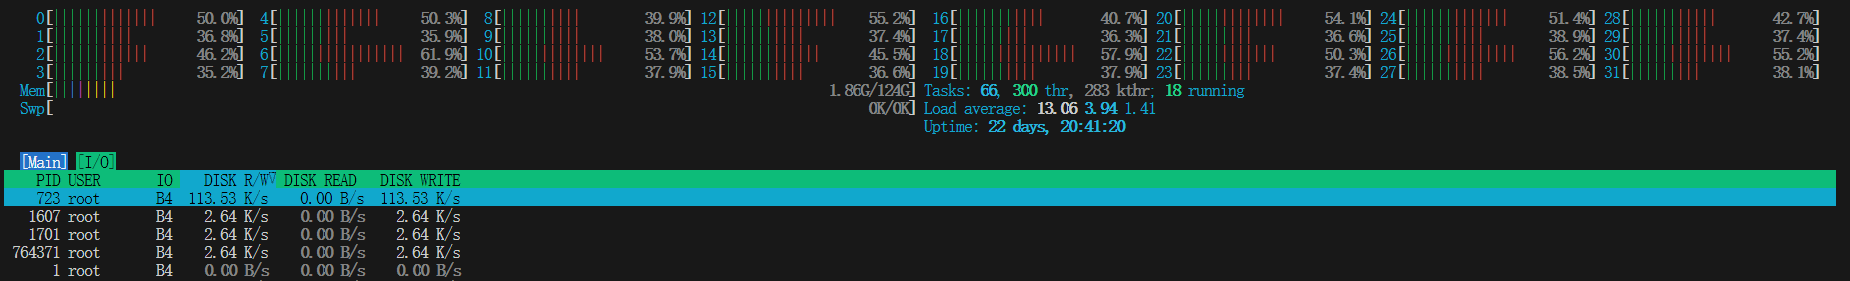 0[ 50.0%] 4[ 50.3%] 8[ 39.9%] 12[ 55.2%] 16[ 40.7%] 20[ 54.1%] 24[ 51.4%] 28[ 42.7%]
1[ 36.8%] 5[ 35.9%] 9[ 38.0%] 13[ 37.4%] 17[ 36.3%] 21[ 36.6%] 25[ 38.9%] 29[ 37.4%]
2[ 46.2%] 6[ 61.9%] 10[ 53.7%] 14[ 45.5%] 18[ 57.9%] 22[ 50.3%] 26[ 56.2%] 30[ 55.2%]
3[ 35.2%] 7[ 39.2%] 11[ 37.9%] 15[ 36.6%] 19[ 37.9%] 23[ 37.4%] 27[ 38.5%] 31[ 38.1%]
Mem[ 1.86G/124G] Tasks: 66, 300 thr, 283 kthr; 18 running
Swp[ 0K/0K] Load average: 13.06 3.94 1.41
Uptime: 22 days, 20:41:20
[Main] [I/O]
PID USER IO DISK R/W▽ DISK READ DISK WRITE
723 root B4 113.53 K/s 0.00 B/s 113.53 K/s
1607 root B4 2.64 K/s 0.00 B/s 2.64 K/s
1701 root B4 2.64 K/s 0.00 B/s 2.64 K/s
764371 root B4 2.64 K/s 0.00 B/s 2.64 K/s
1 root B4 0.00 B/s 0.00 B/s 0.00 B/s